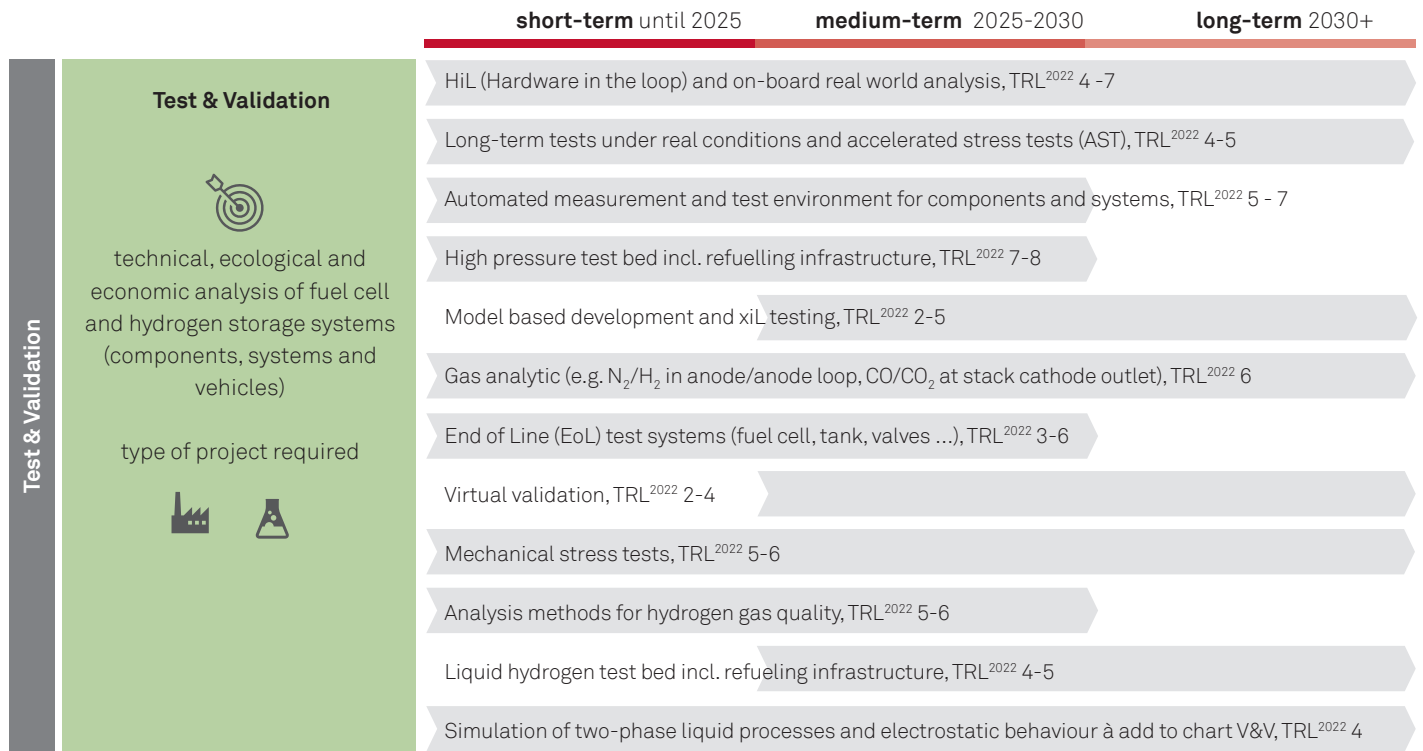 short-term until 2025 medium-term 2025-2030 long-term 2030+
Test & Validation
Test & Validation
technical, ecological and
economic analysis of fuel cell
and hydrogen storage systems
(components, systems and
vehicles)
type of project required
HiL (Hardware in the loop) and on-board real world analysis, TRL²⁰²² 4 -7
Long-term tests under real conditions and accelerated stress tests (AST), TRL²⁰²² 4-5
Automated measurement and test environment for components and systems, TRL²⁰²² 5 - 7
High pressure test bed incl. refuelling infrastructure, TRL²⁰²² 7-8
Model based development and xiL testing, TRL²⁰²² 2-5
Gas analytic (e.g. N₂/H₂ in anode/anode loop, CO/CO₂ at stack cathode outlet), TRL²⁰²² 6
End of Line (EoL) test systems (fuel cell, tank, valves ...), TRL²⁰²² 3-6
Virtual validation, TRL²⁰²² 2-4
Mechanical stress tests, TRL²⁰²² 5-6
Analysis methods for hydrogen gas quality, TRL²⁰²² 5-6
Liquid hydrogen test bed incl. refueling infrastructure, TRL²⁰²² 4-5
Simulation of two-phase liquid processes and electrostatic behaviour à add to chart V&V, TRL²⁰²² 4